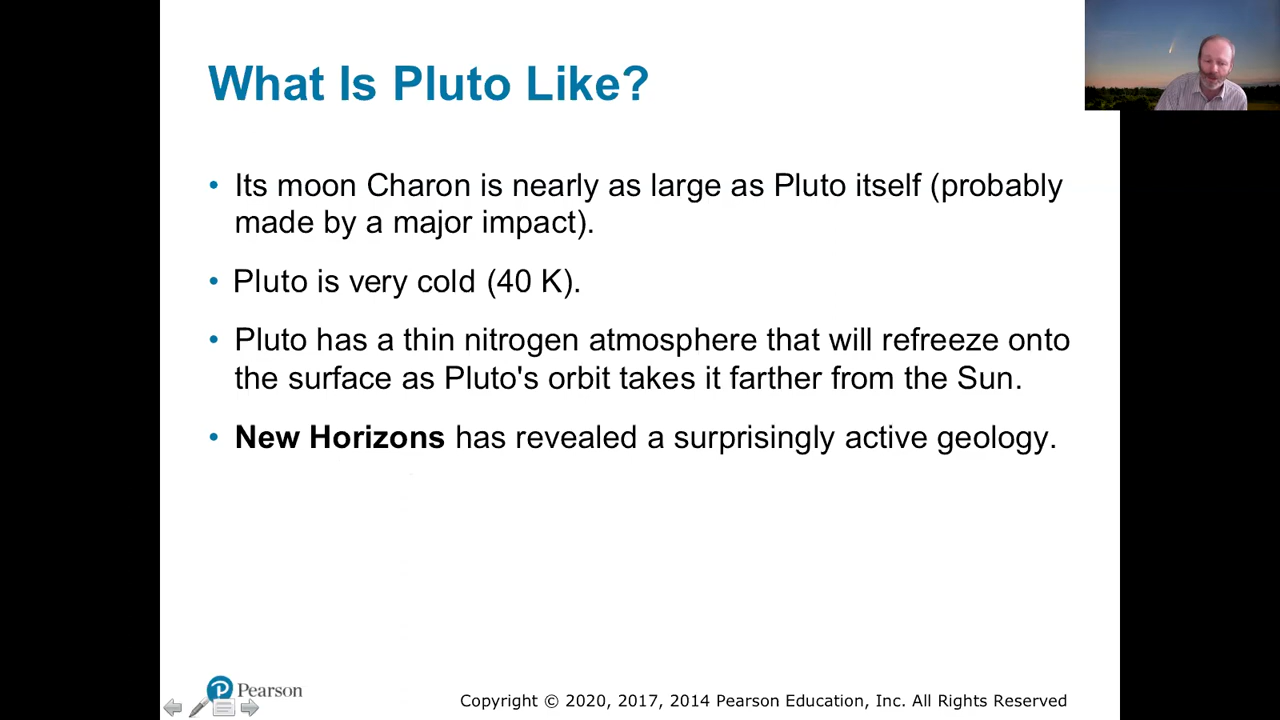 What Is Pluto Like?
• Its moon Charon is nearly as large as Pluto itself (probably
made by a major impact).
• Pluto is very cold (40 K).
• Pluto has a thin nitrogen atmosphere that will refreeze onto
the surface as Pluto's orbit takes it farther from the Sun.
• New Horizons has revealed a surprisingly active geology.
P Pearson
Copyright © 2020, 2017, 2014 Pearson Education, Inc. All Rights Reserved